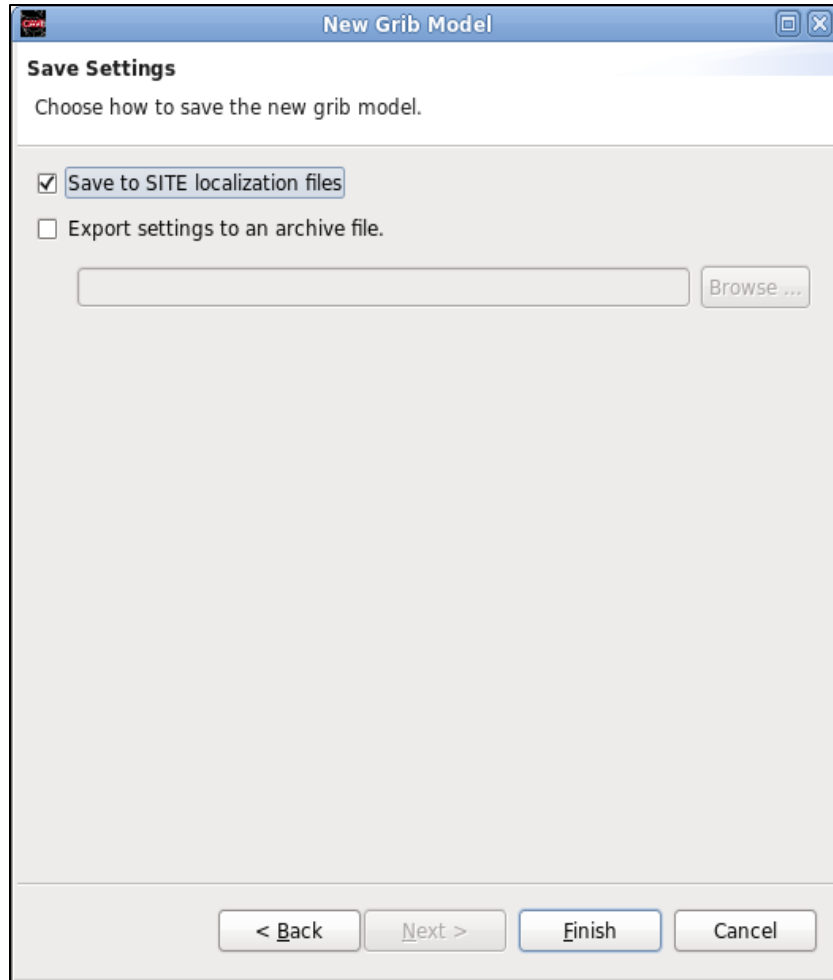 New Grib Model
Save Settings
Choose how to save the new grib model.
Save to SITE localization files
Export settings to an archive file.
Browse ...
< Back Next > Finish Cancel